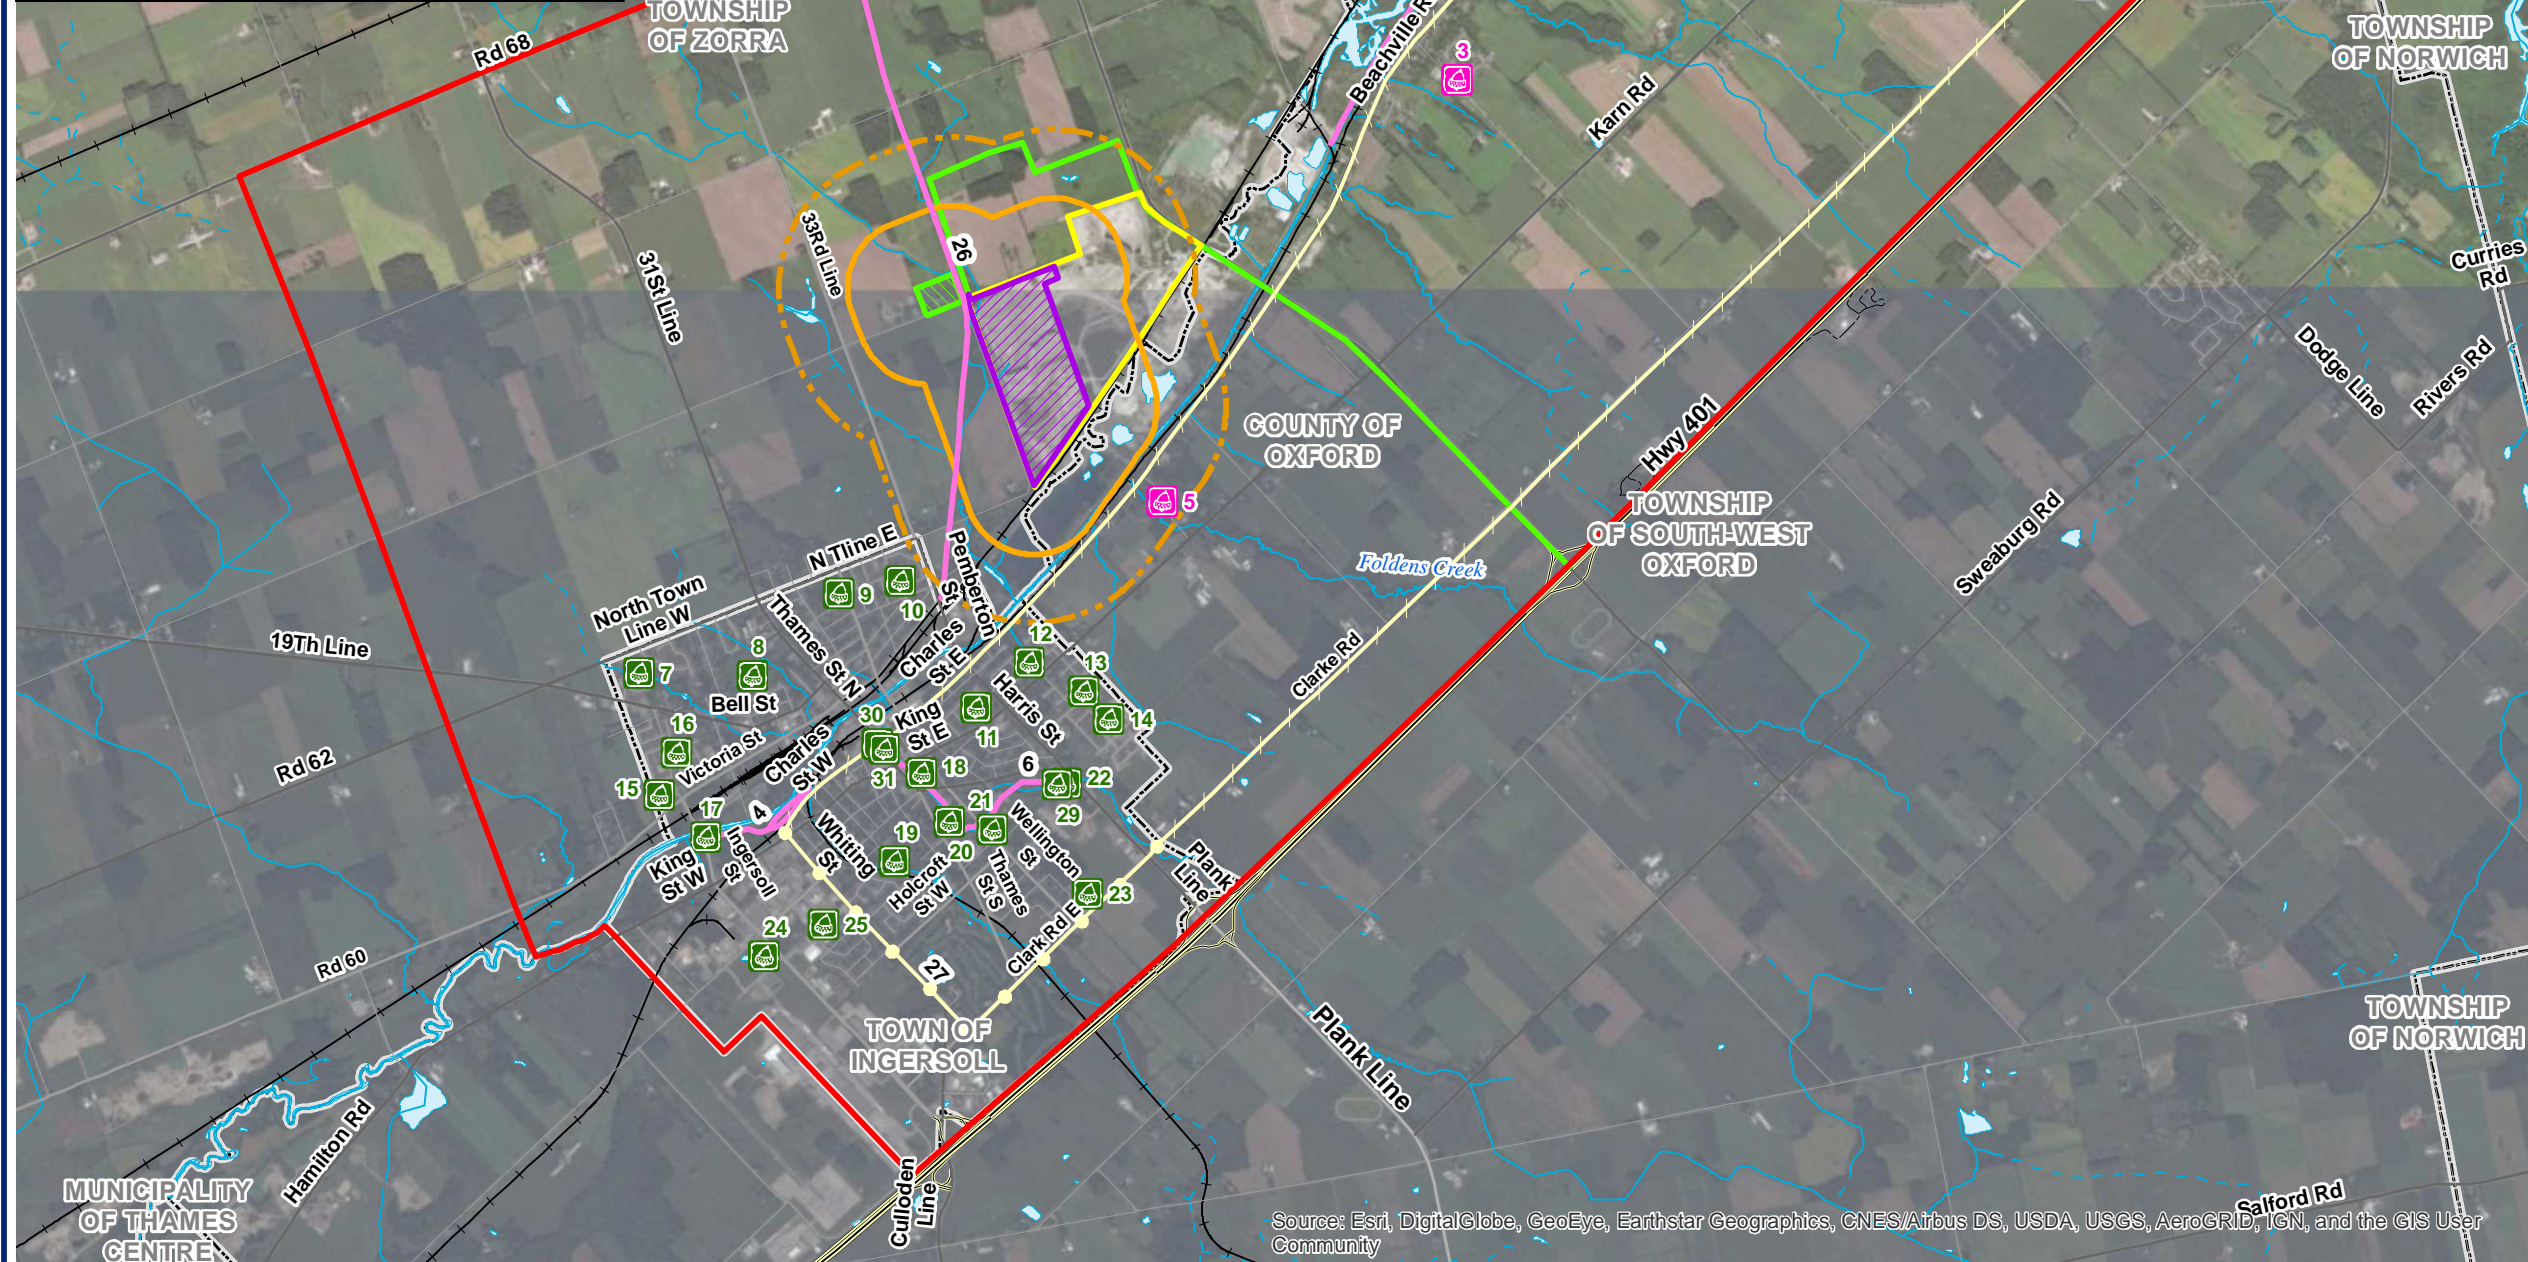 TOWNSHIP
OF ZORRA
Rd 68
Beachville R
3
TOWNSHIP
OF NORWICH
Karn Rd
33Rd Line
26
31St Line
Curries
Rd
Dodge Line
Rivers Rd
COUNTY OF
OXFORD
Hwy 401
5
TOWNSHIP
OF SOUTH-WEST
OXFORD
Sweaburg Rd
Foldens Creek
N Tline E
Pemberton
St
North Town
Line W
9
10
Thames St N
19Th Line
Charles
St E
12
8
7
Bell St
13
Harris St
14
Clarke Rd
16
30
King
St E
11
Victoria St
Charles
St W
Rd 62
31
18
6
22
15
17
4
21
29
Whiting
St
19
20
Wellington
St
King
St W
Ingersoll
St
Holcroft
St W
Thames
St S
Plank
Line
23
24
25
Clark Rd E
Rd 60
27
TOWN OF
INGERSOLL
Plank Line
TOWNSHIP
OF NORWICH
Hamilton Rd
Culloden
Line
MUNICIPALITY
OF THAMES
CENTRE
Salford Rd
Source: Esri, DigitalGlobe, GeoEye, Earthstar Geographics, CNES/Airbus DS, USDA, USGS, AeroGRID, IGN, and the GIS User
Community